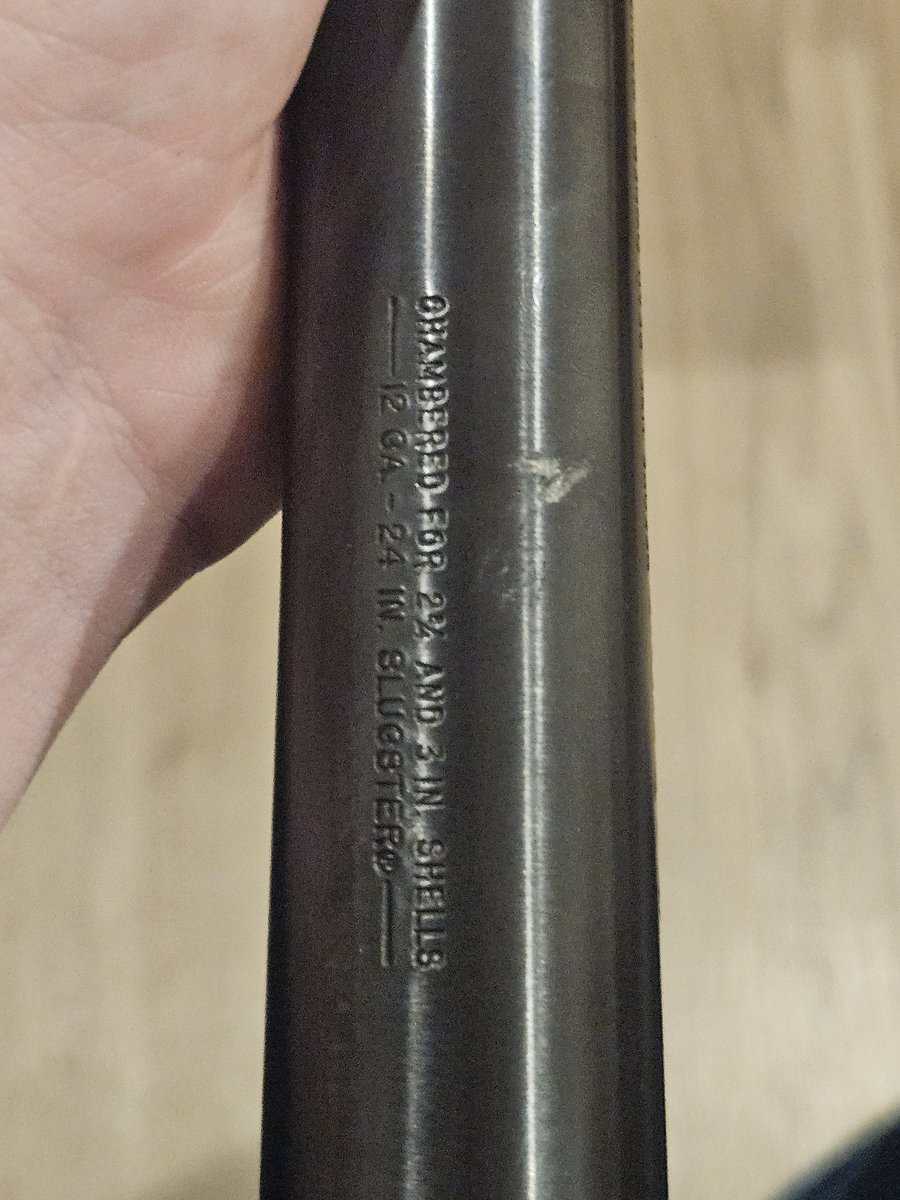 CHAMBERED FOR 2¾ AND 3 IN. SHELLS
— 12 GA - 24 IN. SLUGSTER® —